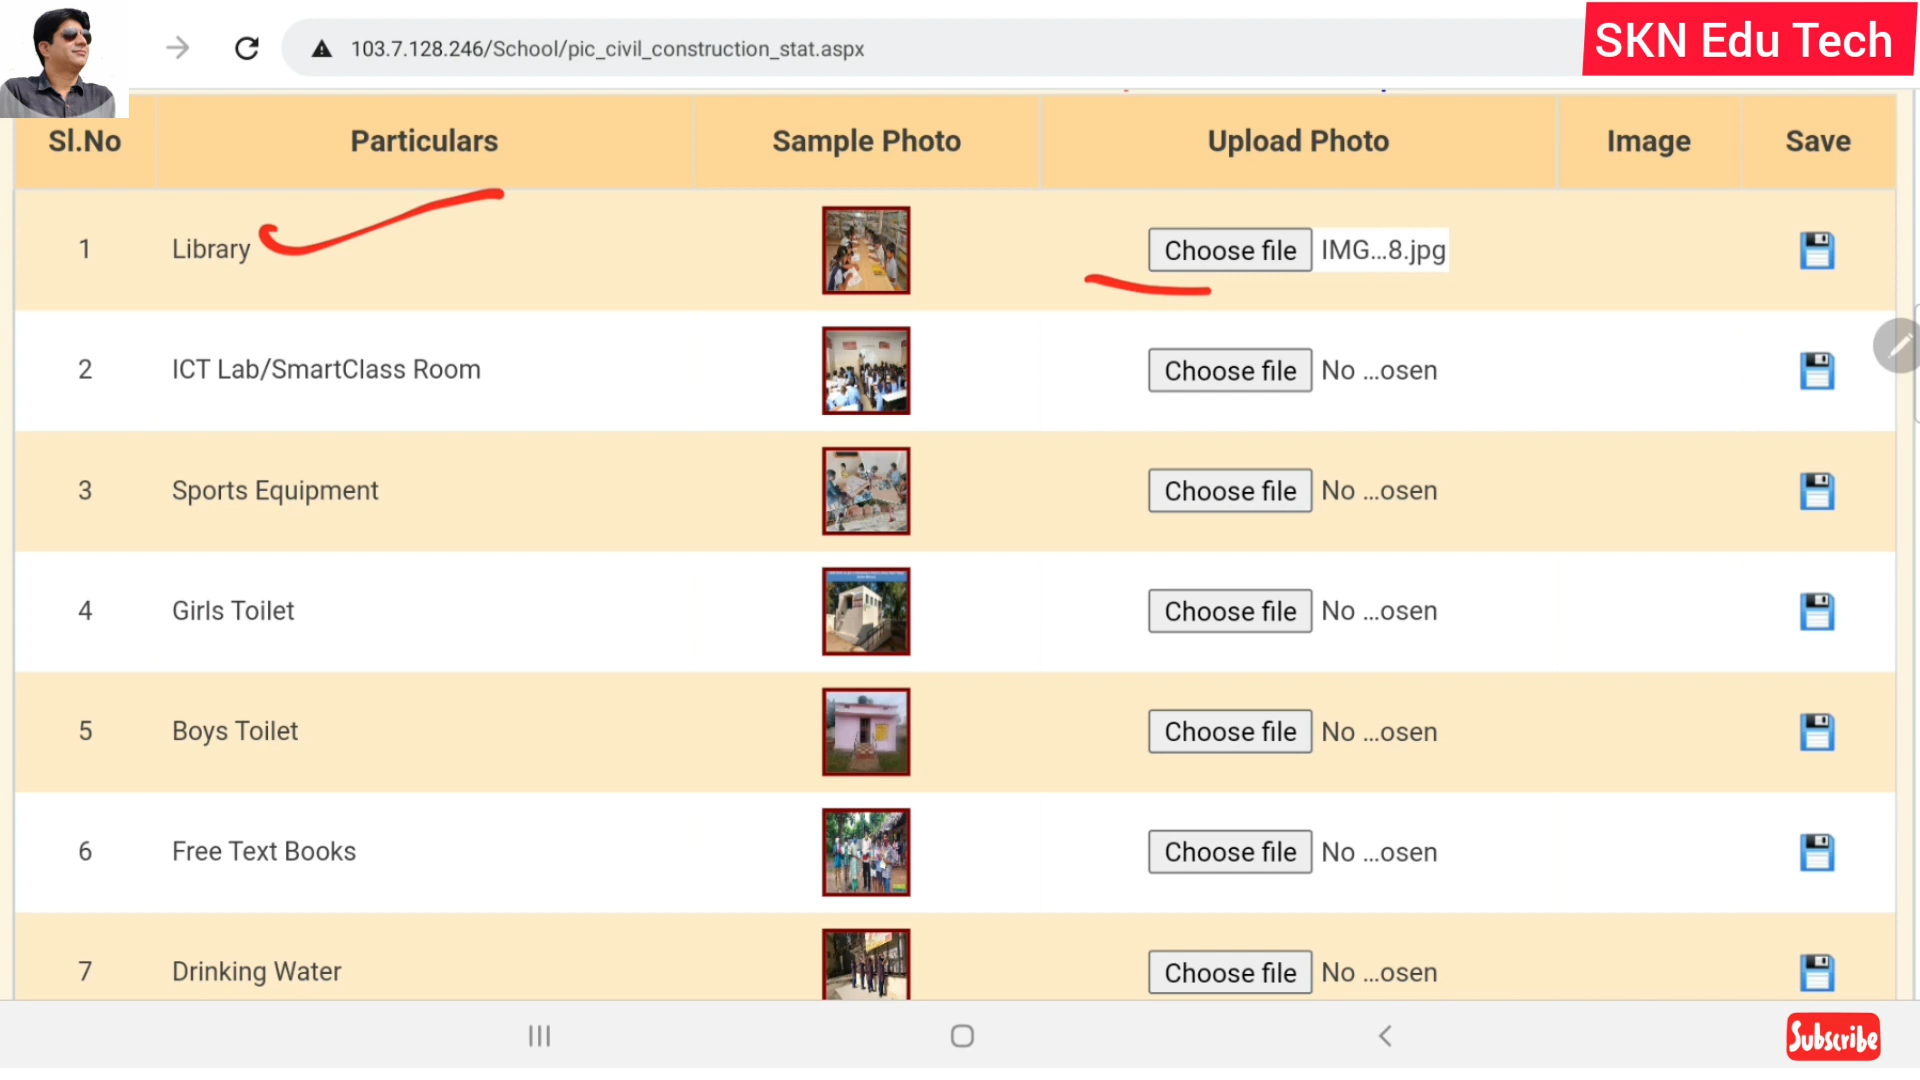 103.7.128.246/School/pic_civil_construction_stat.aspx
SKN Edu Tech
Sl.No Particulars Sample Photo Upload Photo Image Save
1 Library Choose file IMG...8.jpg
2 ICT Lab/SmartClass Room Choose file No ...osen
3 Sports Equipment Choose file No ...osen
4 Girls Toilet Choose file No ...osen
5 Boys Toilet Choose file No ...osen
6 Free Text Books Choose file No ...osen
7 Drinking Water Choose file No ...osen
Subscribe